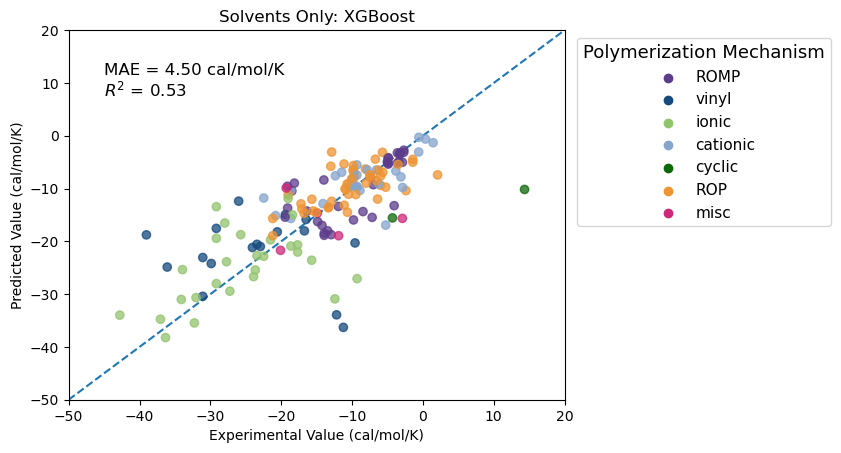 Solvents Only: XGBoost
20
10
0
−10
−20
−30
−40
−50
Predicted Value (cal/mol/K)
MAE = 4.50 cal/mol/K
R² = 0.53
−50 −40 −30 −20 −10 0 10 20
Experimental Value (cal/mol/K)
Polymerization Mechanism
ROMP
vinyl
ionic
cationic
cyclic
ROP
misc